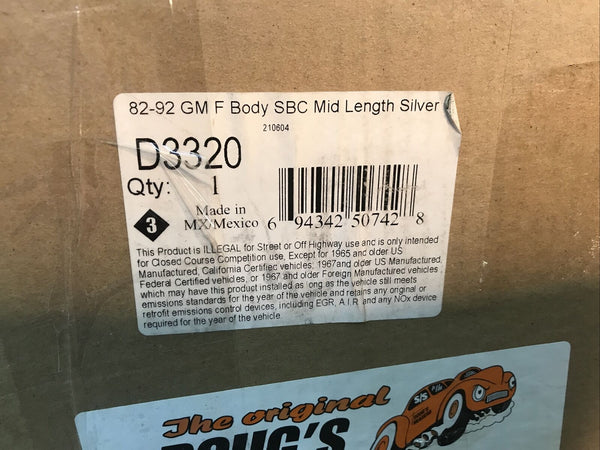 82-92 GM F Body SBC Mid Length Silver
210604
D3320
Qty: 1
3
Made in
MX/Mexico
6 94342 50742 8
This Product is ILLEGAL for Street or Off Highway use and is only intended
for Closed Course Competition use, Except for 1965 and older US
Manufactured, California Certified vehicles, 1967and older US Manufactured,
Federal Certified vehicles, or 1967 and older Foreign Manufactured vehicles
which may have this product installed as long as the vehicle still meets
emissions standards for the year of the vehicle and retains any original or
retrofit emissions control devices, including EGR, A.I.R. and any NOx device
required for the year of the vehicle.
The original
DOUG'S
S/S